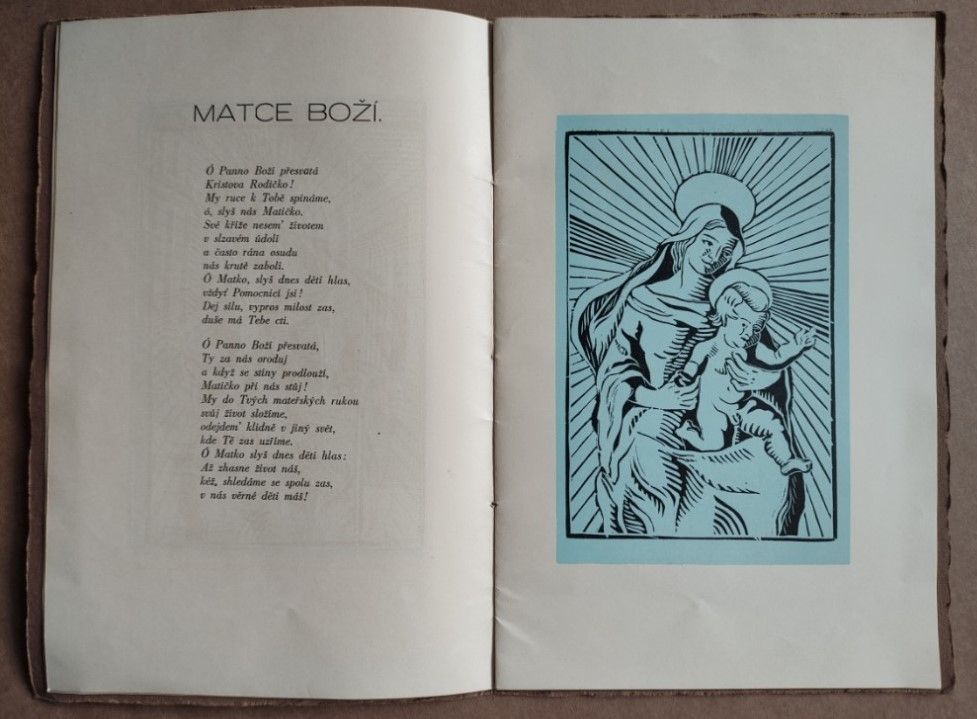 MATCE BOŽÍ.
Ó Panno Boží přesvatá
Kristova Rodičko!
My ruce k Tobě spínáme,
ó, slyš nás Matičko.
Své kříže nesem' životem
v slzavém údolí
a často rána osudu
nás krutě zabolí.
Ó Matko, slyš dnes dětí hlas,
vždyť Pomocnicí jsi!
Dej sílu, vypros milost zas,
duše má Tebe ctí.
Ó Panno Boží přesvatá,
Ty za nás oroduj
a když se stíny prodlouží,
Matičko při nás stůj!
My do Tvých mateřských rukou
svůj život složíme,
odejdem' klidně v jiný svět,
kde Tě zas uzříme.
Ó Matko slyš dnes dětí hlas:
Až zhasne život náš,
kéž, shledáme se spolu zas,
v nás věrné děti máš!